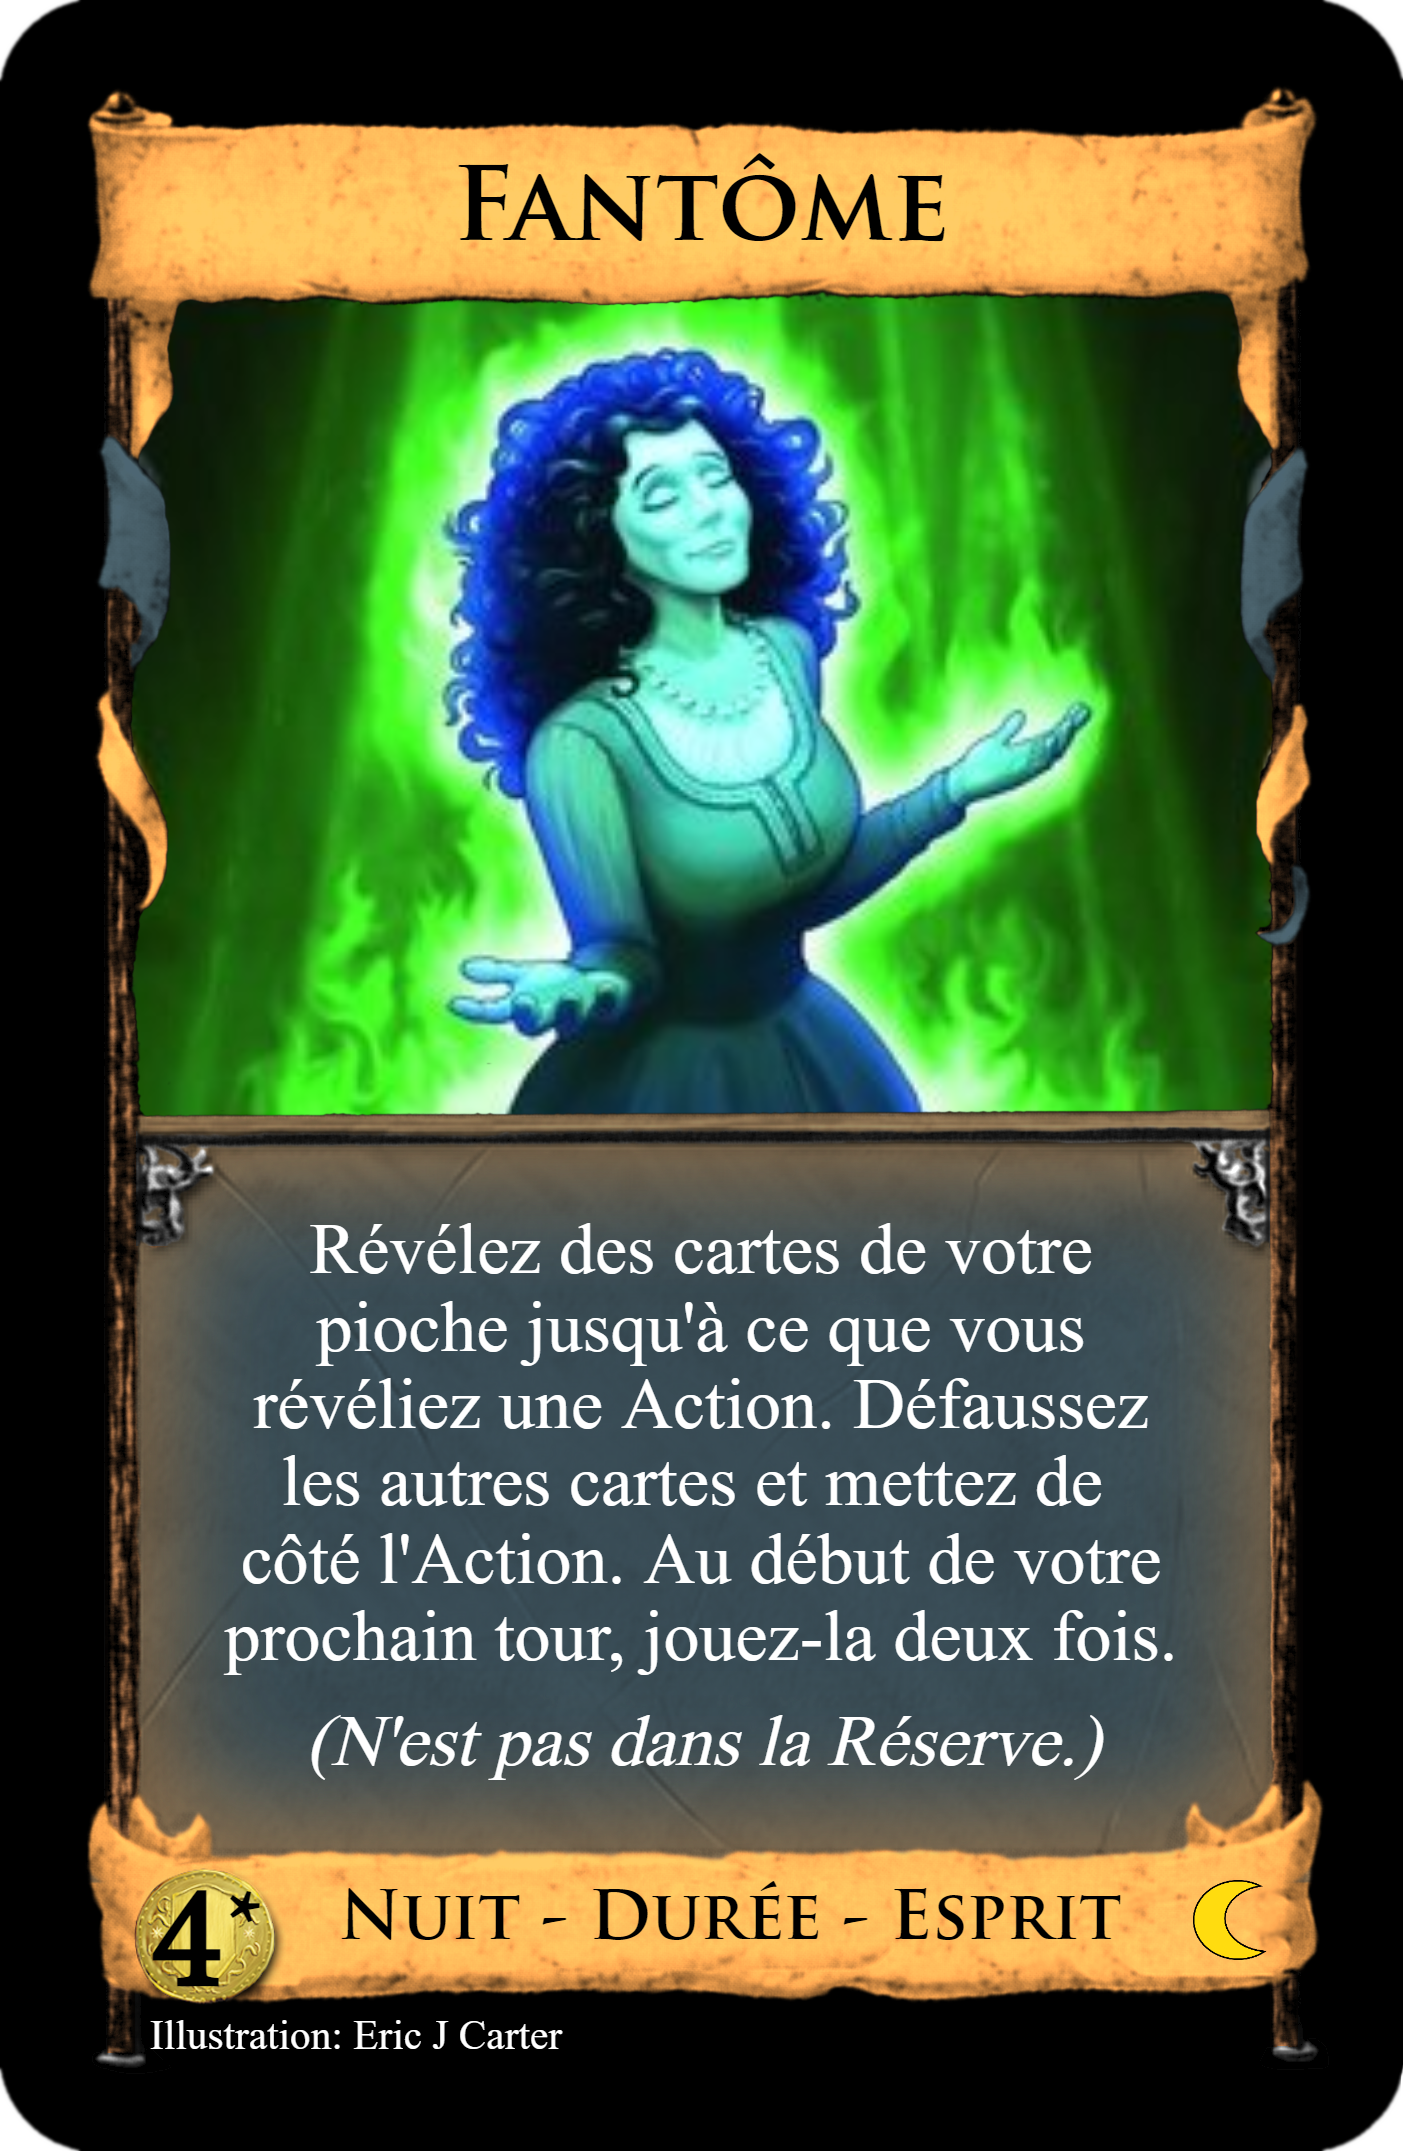 Fantôme
Révélez des cartes de votre
pioche jusqu'à ce que vous
révéliez une Action. Défaussez
les autres cartes et mettez de
côté l'Action. Au début de votre
prochain tour, jouez-la deux fois.
(N'est pas dans la Réserve.)
4*
Nuit - Durée - Esprit
Illustration: Eric J Carter